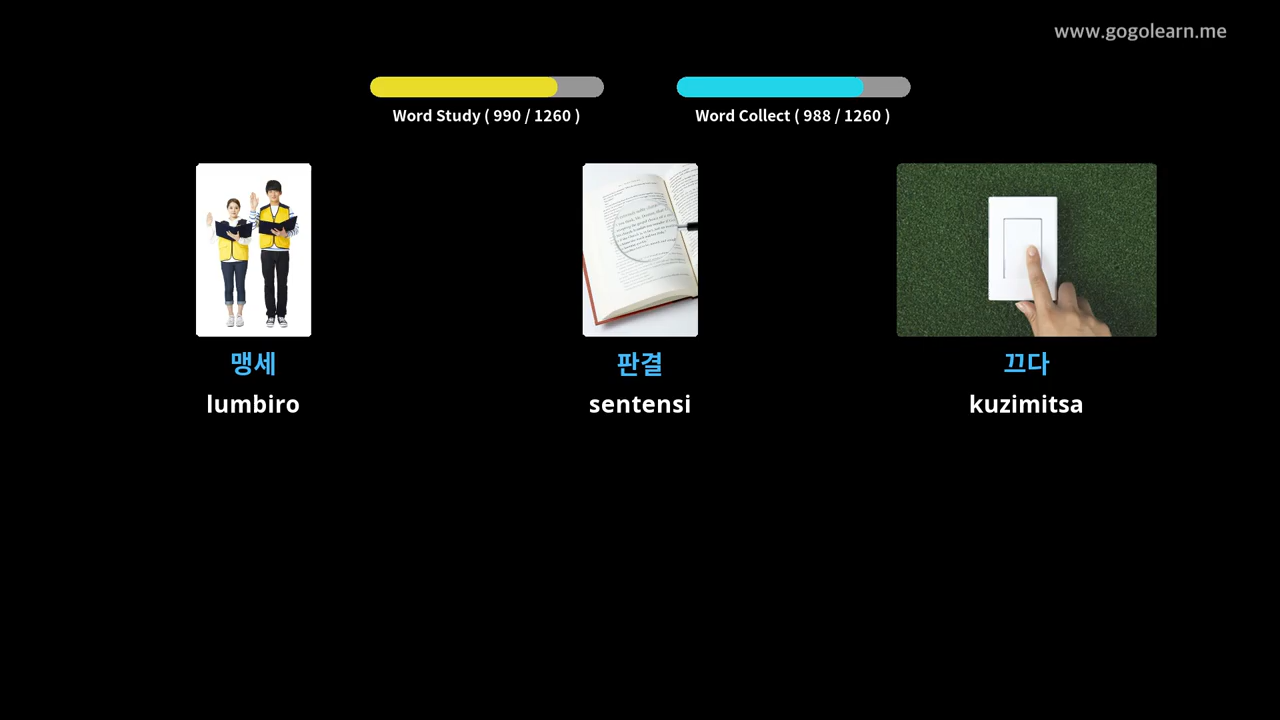 www.gogolearn.me
Word Study ( 990 / 1260 )
Word Collect ( 988 / 1260 )
맹세
판결
끄다
lumbiro
sentensi
kuzimitsa